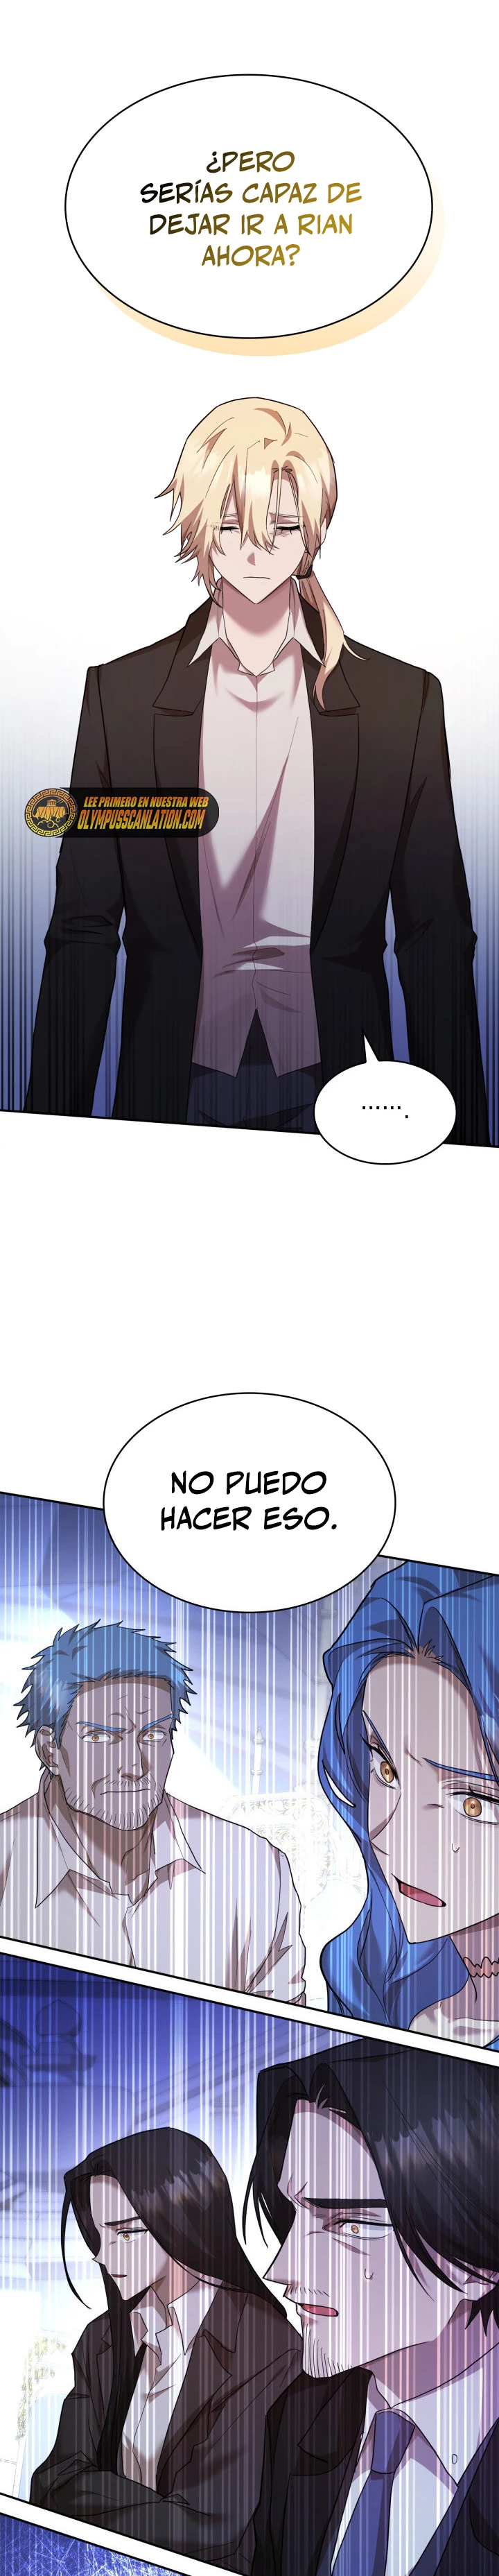 ¿PERO
SERÍAS CAPAZ DE
DEJAR IR A RIAN
AHORA?
LEE PRIMERO EN NUESTRA WEB
OLYMPUSSCANLATION.COM
.......
NO PUEDO
HACER ESO.